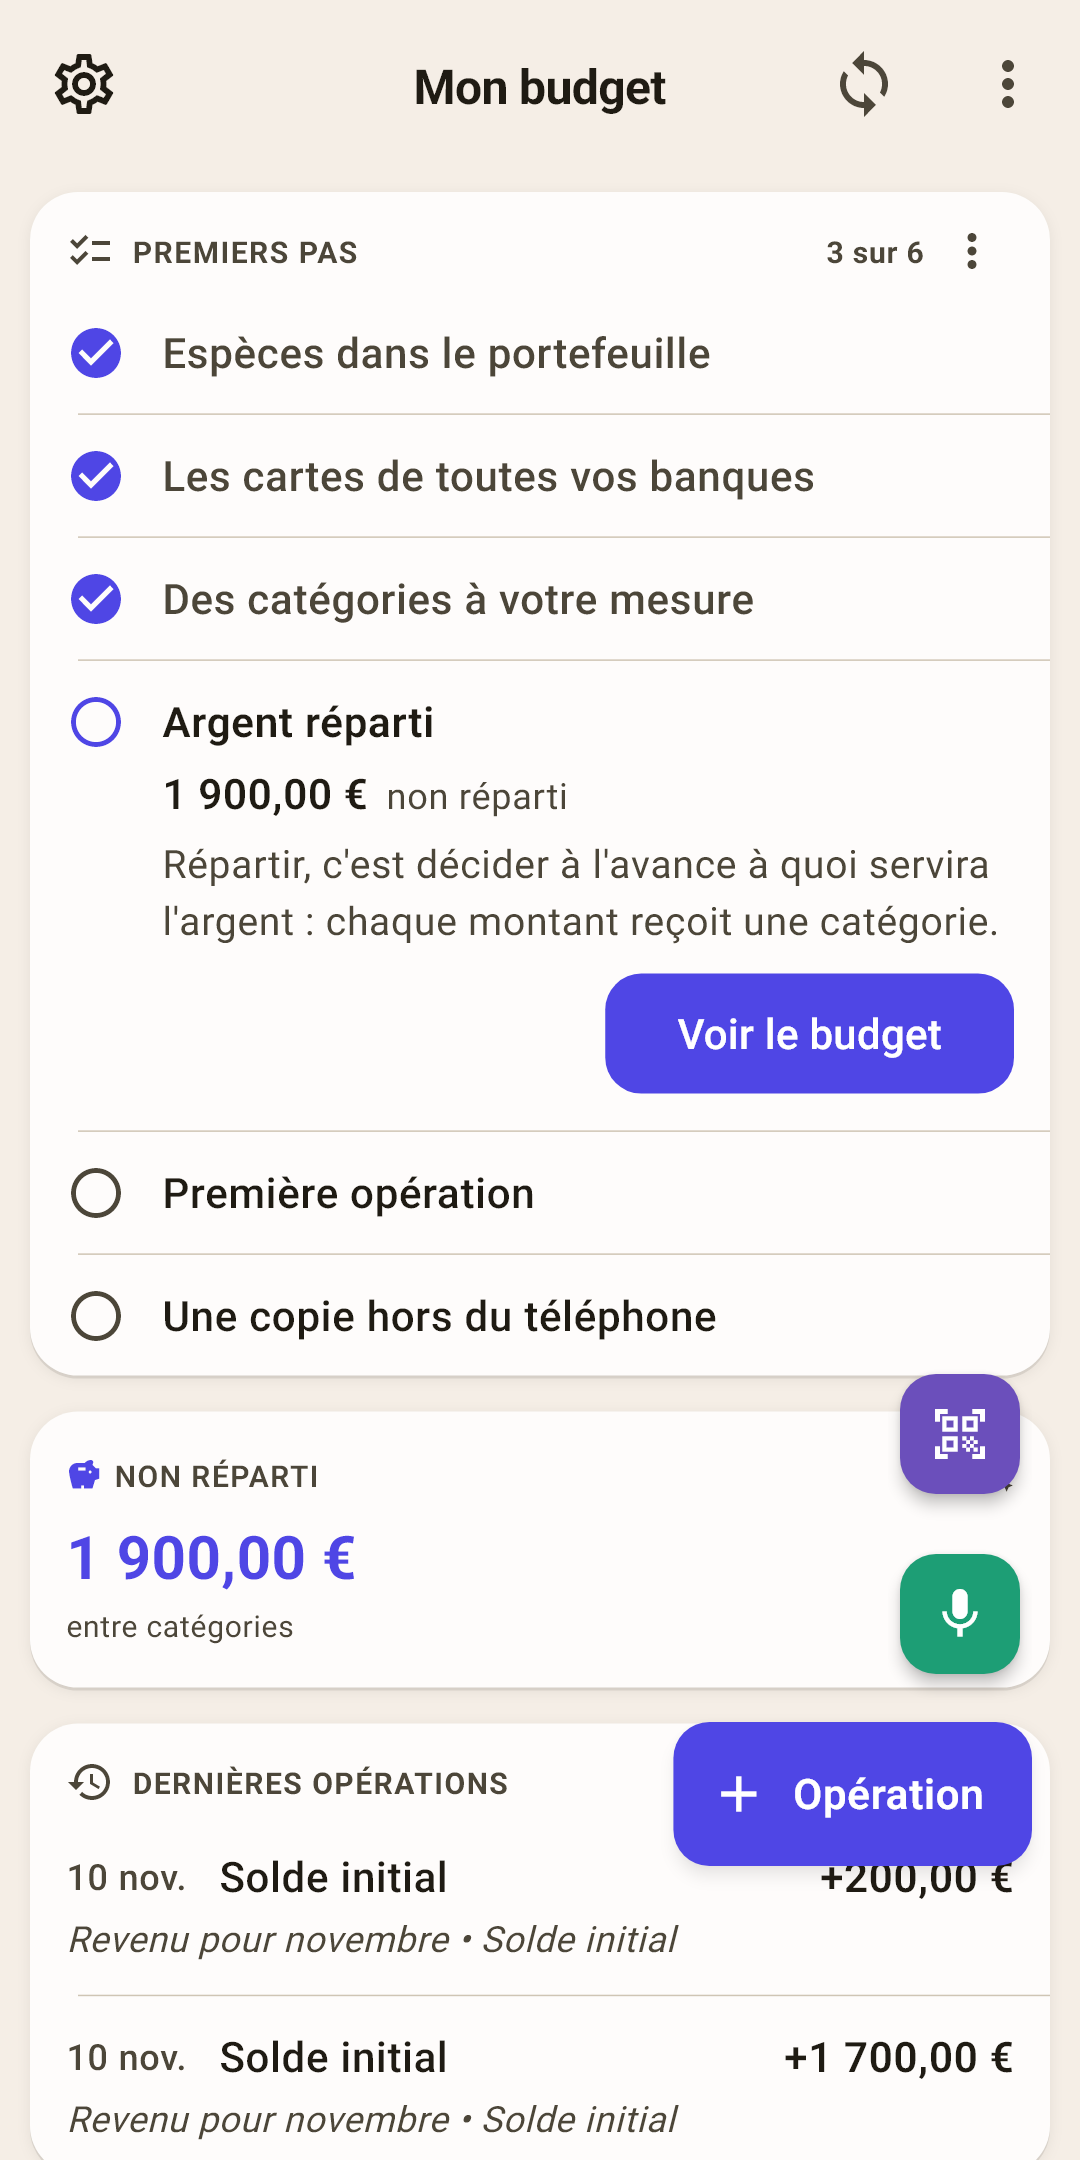 Mon budget
PREMIERS PAS
3 sur 6
Espèces dans le portefeuille
Les cartes de toutes vos banques
Des catégories à votre mesure
Argent réparti
1 900,00 € non réparti
Répartir, c'est décider à l'avance à quoi servira
l'argent : chaque montant reçoit une catégorie.
Voir le budget
Première opération
Une copie hors du téléphone
NON RÉPARTI
1 900,00 €
entre catégories
DERNIÈRES OPÉRATIONS
Opération
10 nov. Solde initial +200,00 €
Revenu pour novembre • Solde initial
10 nov. Solde initial +1 700,00 €
Revenu pour novembre • Solde initial